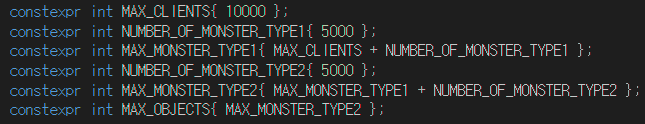 constexpr int MAX_CLIENTS{ 10000 };
constexpr int NUMBER_OF_MONSTER_TYPE1{ 5000 };
constexpr int MAX_MONSTER_TYPE1{ MAX_CLIENTS + NUMBER_OF_MONSTER_TYPE1 };
constexpr int NUMBER_OF_MONSTER_TYPE2{ 5000 };
constexpr int MAX_MONSTER_TYPE2{ MAX_MONSTER_TYPE1 + NUMBER_OF_MONSTER_TYPE2 };
constexpr int MAX_OBJECTS{ MAX_MONSTER_TYPE2 };